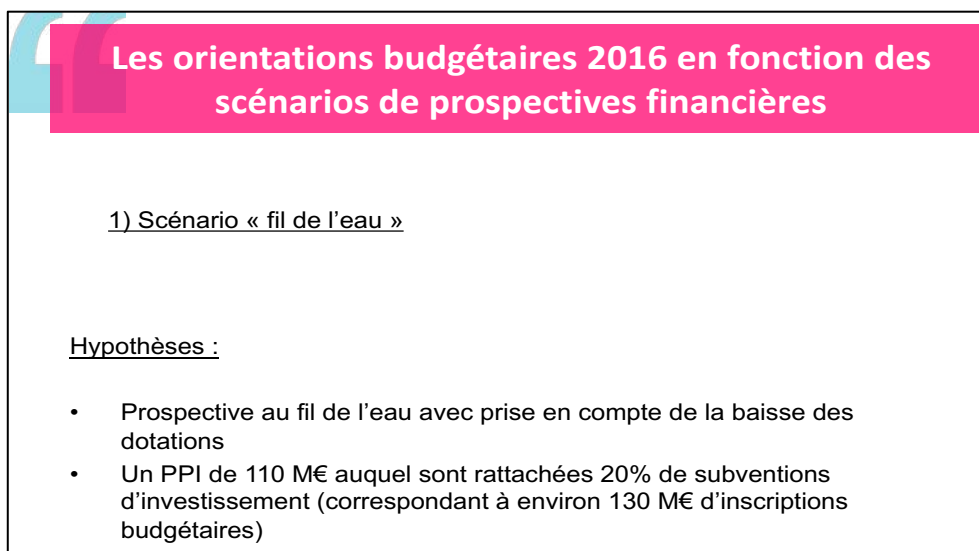 Les orientations budgétaires 2016 en fonction des
scénarios de prospectives financières
1) Scénario « fil de l’eau »
Hypothèses :
• Prospective au fil de l’eau avec prise en compte de la baisse des
dotations
• Un PPI de 110 M€ auquel sont rattachées 20% de subventions
d’investissement (correspondant à environ 130 M€ d’inscriptions
budgétaires)